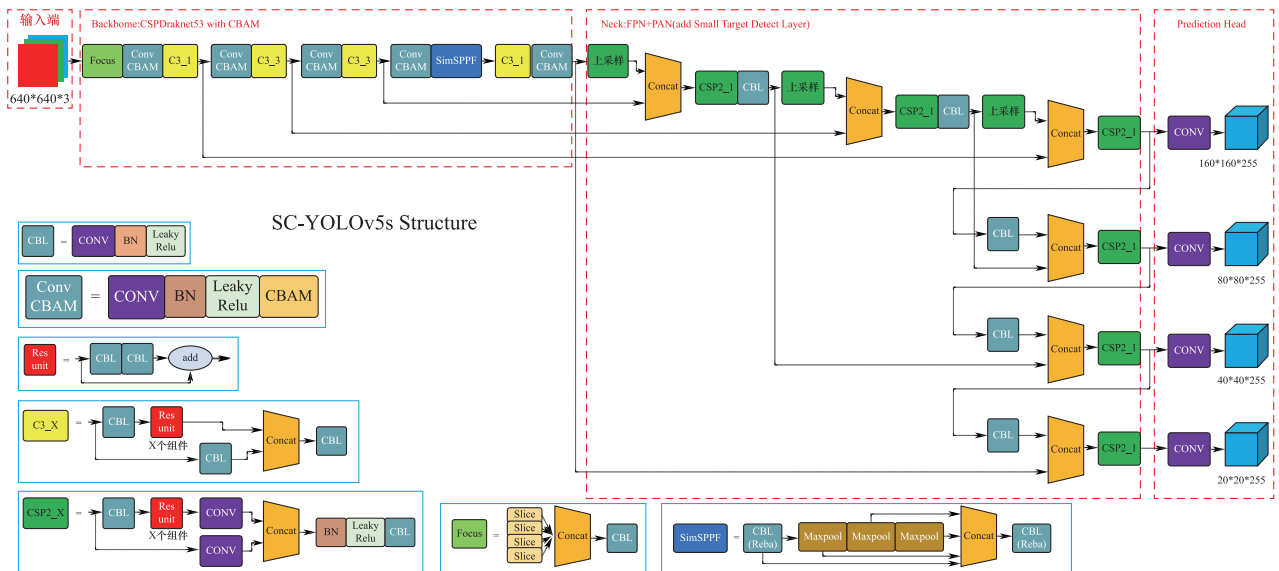 输入端
640*640*3
Backbome:CSPDraknet53 with CBAM
Focus
Conv
CBAM
C3_1
Conv
CBAM
C3_3
Conv
CBAM
C3_3
Conv
CBAM
SimSPPF
C3_1
Conv
CBAM
Neck:FPN+PAN(add Small Target Detect Layer)
上采样
Concat
CSP2_1
CBL
上采样
Concat
CSP2_1
CBL
上采样
Concat
CSP2_1
CBL
Concat
CSP2_1
CBL
Concat
CSP2_1
CBL
Concat
CSP2_1
Prediction Head
CONV
160*160*255
CONV
80*80*255
CONV
40*40*255
CONV
20*20*255
SC-YOLOv5s Structure
CBL
=
CONV
BN
Leaky
Relu
Conv
CBAM
=
CONV
BN
Leaky
Relu
CBAM
Res
unit
=
CBL
CBL
add
C3_X
=
CBL
Res
unit
X个组件
CBL
Concat
CBL
CSP2_X
=
CBL
Res
unit
X个组件
CONV
CONV
Concat
BN
Leaky
Relu
CBL
Focus
=
Slice
Slice
Slice
Slice
Concat
CBL
SimSPPF
=
CBL
(Reba)
Maxpool
Maxpool
Maxpool
Concat
CBL
(Reba)